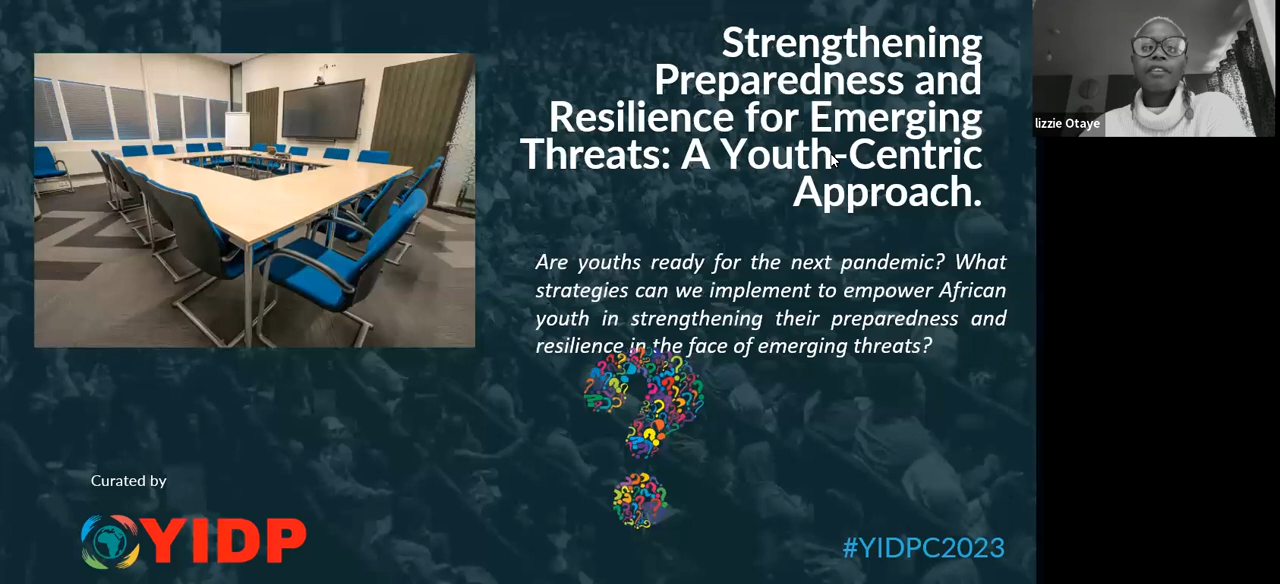 Strengthening
Preparedness and
Resilience for Emerging
Threats: A Youth-Centric
Approach.
lizzie Otaye
Are youths ready for the next pandemic? What
strategies can we implement to empower African
youth in strengthening their preparedness and
resilience in the face of emerging threats?
Curated by
YIDP
#YIDPC2023